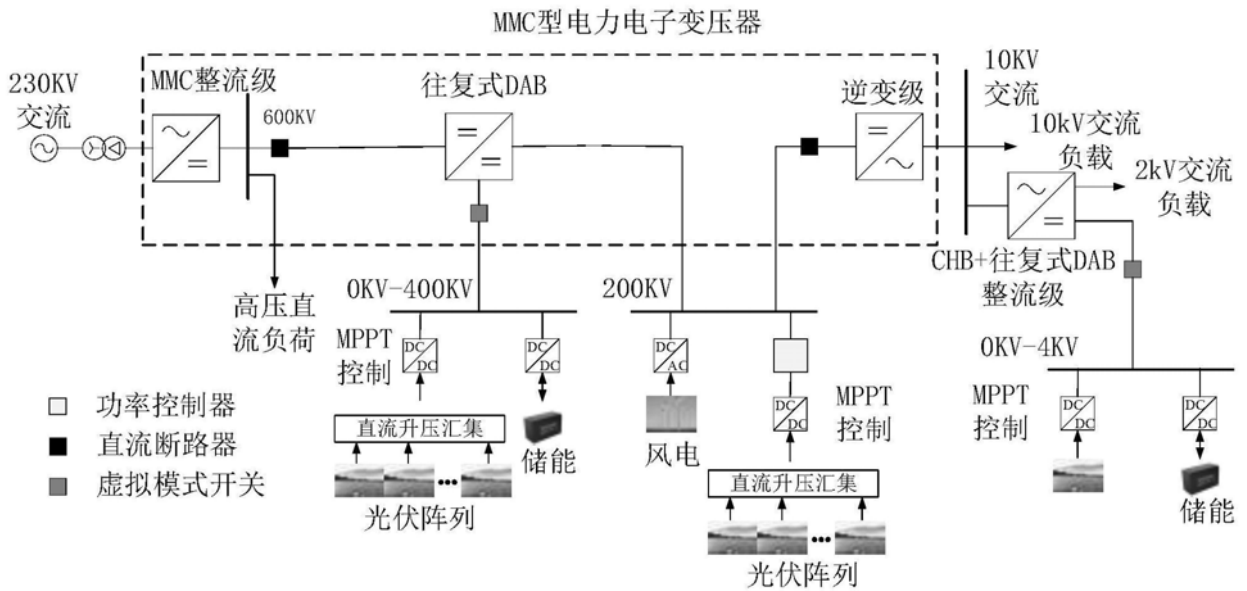 MMC型电力电子变压器
230KV
交流
MMC整流级
600KV
往复式DAB
逆变级
10KV
交流
10kV交流
负载
2kV交流
负载
CHB+往复式DAB
整流级
高压直
流负荷
0KV-400KV
200KV
0KV-4KV
MPPT
控制
DC
DC
DC
DC
DC
AC
MPPT
控制
DC
DC
MPPT
控制
DC
DC
DC
DC
功率控制器
直流断路器
虚拟模式开关
直流升压汇集
储能
光伏阵列
风电
直流升压汇集
光伏阵列
储能